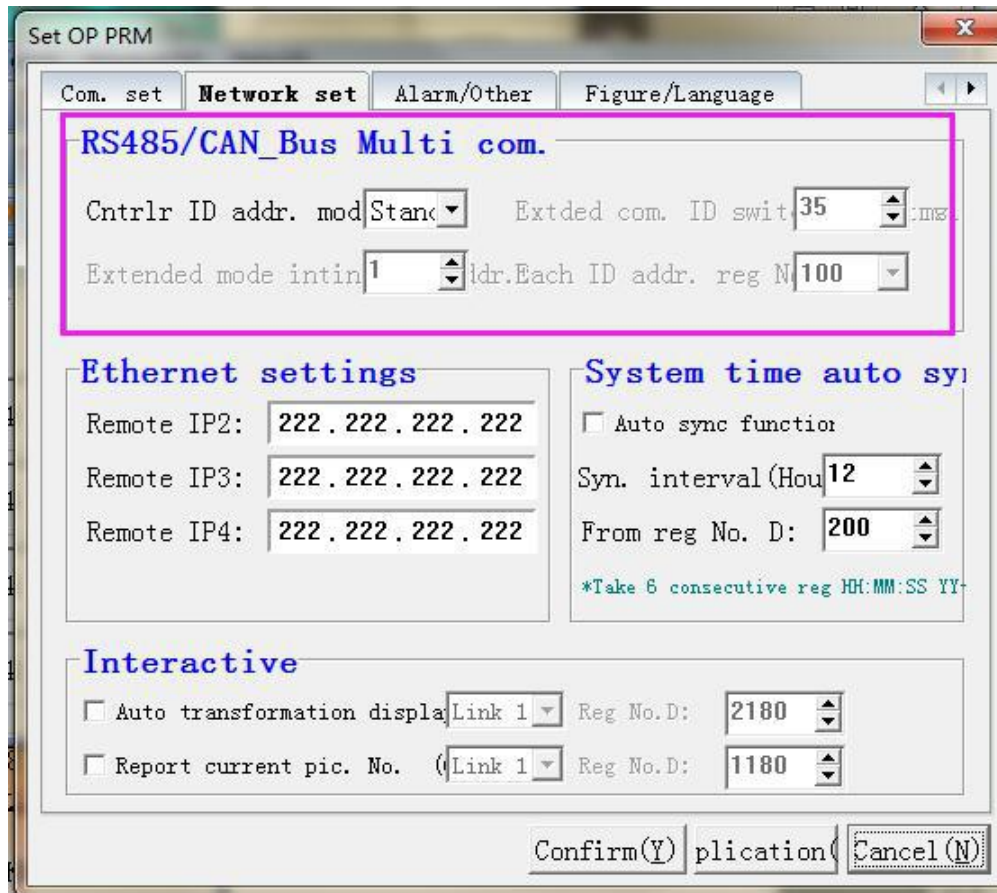 Set OP PRM
Com. set Network set Alarm/Other Figure/Language
RS485/CAN_Bus Multi com.
Cntrlr ID addr. mod Stand Extded com. ID swit 35
Extended mode intin 1 ldr. Each ID addr. reg N 100
Ethernet settings
Remote IP2: 222 . 222 . 222 . 222
Remote IP3: 222 . 222 . 222 . 222
Remote IP4: 222 . 222 . 222 . 222
System time auto sy
Auto sync function
Syn. interval(Hou 12
From reg No. D: 200
*Take 6 consecutive reg HH:MM:SS YY-
Interactive
Auto transformation displa Link 1 Reg No.D: 2180
Report current pic. No. ( Link 1 Reg No.D: 1180
Confirm(Y) plication( Cancel(N)